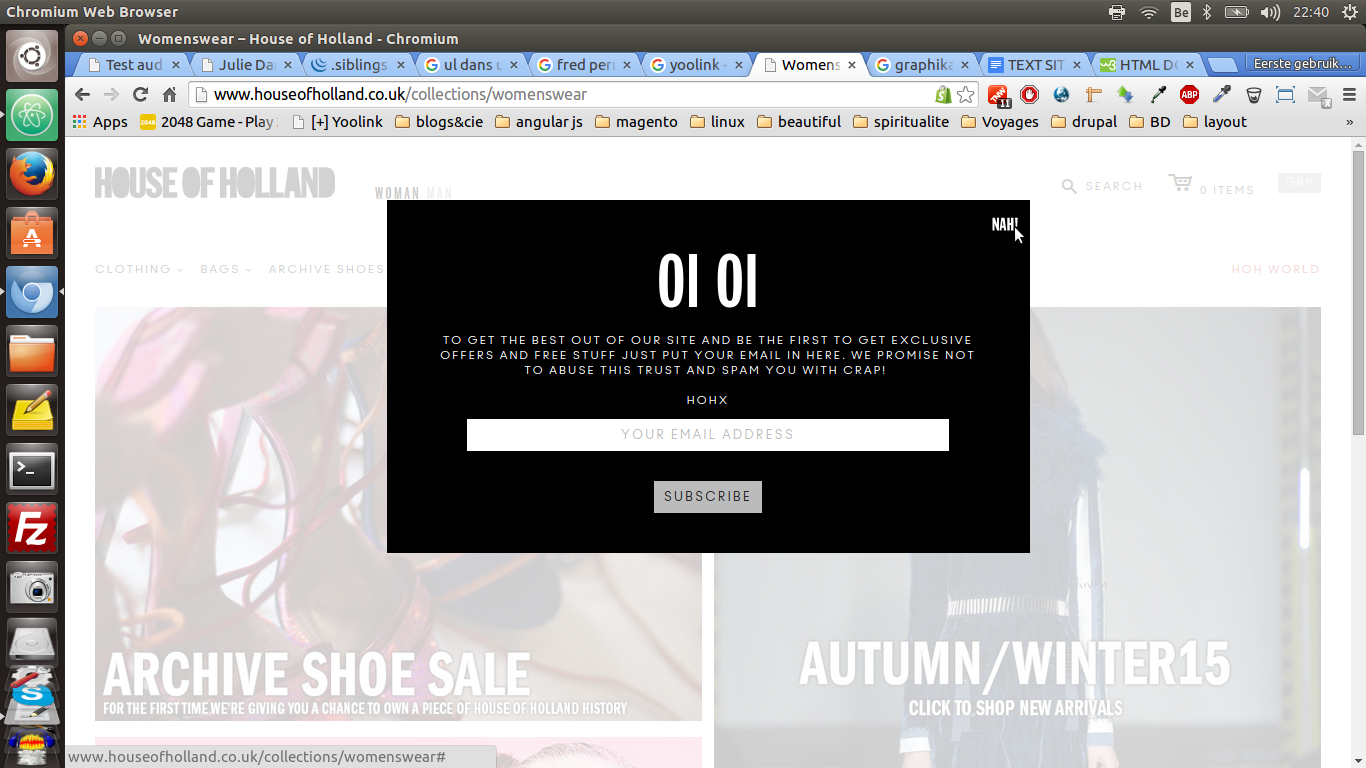 Chromium Web Browser
Be
22:40
Womenswear – House of Holland - Chromium
Test aud
Julie Da
.siblings
ul dans u
fred peri
yoolink -
Womens
graphika
TEXT SIT
HTML DO
Eerste gebruik...
www.houseofholland.co.uk/collections/womenswear
11
ABP
Apps
2048 Game - Play
[+] Yoolink
blogs&cie
angular js
magento
linux
beautiful
spiritualite
Voyages
drupal
BD
layout
»
HOUSE OF HOLLAND
WOMAN MAN
SEARCH
0 ITEMS
GBP
NAH!
CLOTHING
BAGS
ARCHIVE SHOES
HOH WORLD
OI OI
TO GET THE BEST OUT OF OUR SITE AND BE THE FIRST TO GET EXCLUSIVE
OFFERS AND FREE STUFF JUST PUT YOUR EMAIL IN HERE. WE PROMISE NOT
TO ABUSE THIS TRUST AND SPAM YOU WITH CRAP!
HOHX
YOUR EMAIL ADDRESS
SUBSCRIBE
ARCHIVE SHOE SALE
FOR THE FIRST TIME WE'RE GIVING YOU A CHANCE TO OWN A PIECE OF HOUSE OF HOLLAND HISTORY
AUTUMN/WINTER15
CLICK TO SHOP NEW ARRIVALS
www.houseofholland.co.uk/collections/womenswear#